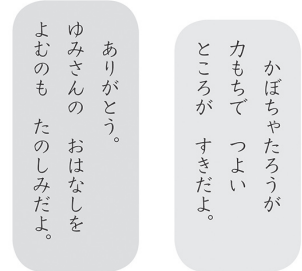 かぼちゃたろうが
力もちで　つよい
ところが　すきだよ。
ありがとう。
ゆみさんの　おはなしを
よむのも　たのしみだよ。